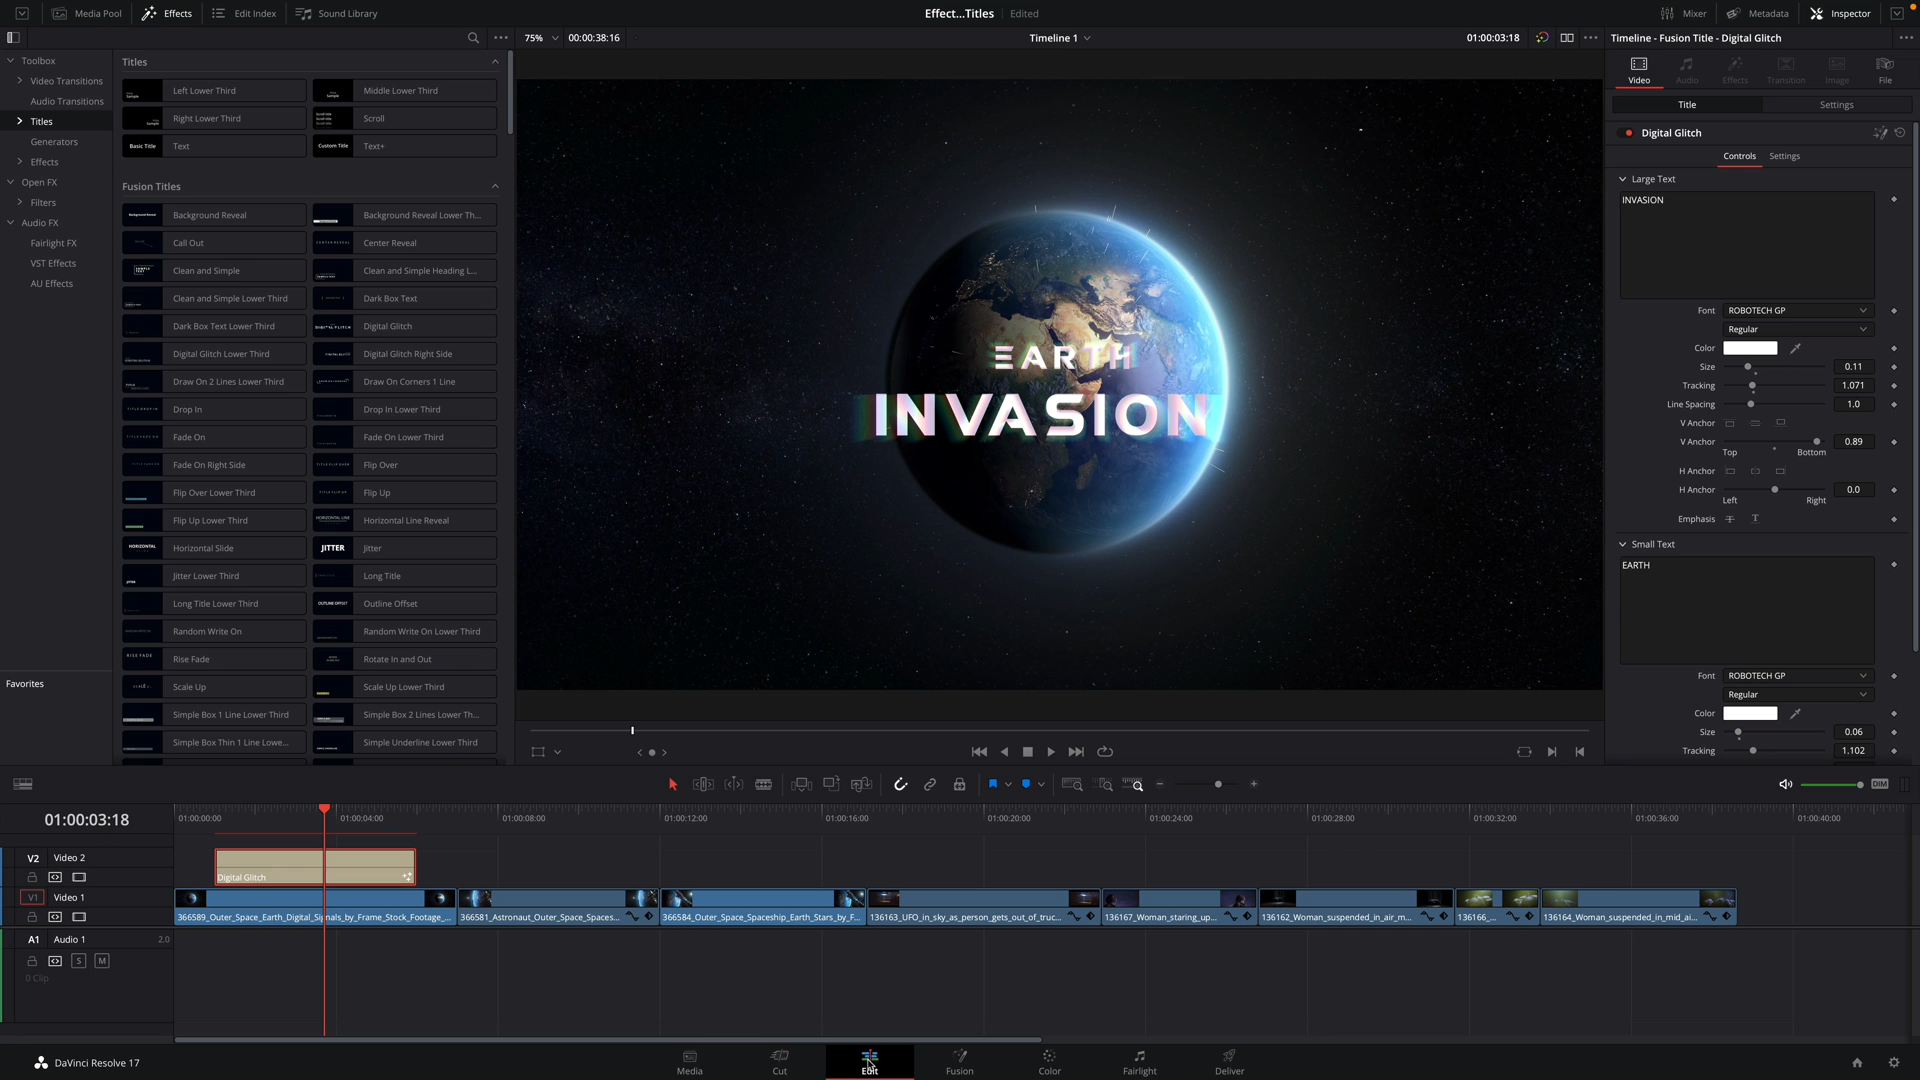 Media Pool
Effects
Edit Index
Sound Library
Effect...Titles
Edited
Mixer
Metadata
Inspector
75%
00:00:38:16
Timeline 1
01:00:03:18
Timeline - Fusion Title - Digital Glitch
Toolbox
Video Transitions
Audio Transitions
Titles
Generators
Effects
Open FX
Filters
Audio FX
Fairlight FX
VST Effects
AU Effects
Favorites
Titles
Left Lower Third
Middle Lower Third
Right Lower Third
Scroll
Basic Title
Text
Custom Title
Text+
Fusion Titles
Background Reveal
Background Reveal Lower Th...
Call Out
Center Reveal
Clean and Simple
Clean and Simple Heading L...
Clean and Simple Lower Third
Dark Box Text
Dark Box Text Lower Third
Digital Glitch
Digital Glitch Lower Third
Digital Glitch Right Side
Draw On 2 Lines Lower Third
Draw On Corners 1 Line
Drop In
Drop In Lower Third
Fade On
Fade On Lower Third
Fade On Right Side
Flip Over
Flip Over Lower Third
Flip Up
Flip Up Lower Third
Horizontal Line Reveal
HORIZONTAL
Horizontal Slide
JITTER
Jitter
Jitter Lower Third
Long Title
Long Title Lower Third
OUTLINE OFFSET
Outline Offset
Random Write On
Random Write On Lower Third
RISE FADE
Rise Fade
Rotate In and Out
Scale Up
Scale Up Lower Third
Simple Box 1 Line Lower Third
Simple Box 2 Lines Lower Th...
Simple Box Thin 1 Line Lowe...
Simple Underline Lower Third
EARTH
INVASION
Video
Audio
Effects
Transition
Image
File
Title
Settings
Digital Glitch
Controls
Settings
Large Text
INVASION
Font
ROBOTECH GP
Regular
Color
Size
0.11
Tracking
1.071
Line Spacing
1.0
V Anchor
V Anchor
0.89
Top
Bottom
H Anchor
H Anchor
0.0
Left
Right
Emphasis
Small Text
EARTH
Font
ROBOTECH GP
Regular
Color
Size
0.06
Tracking
1.102
DIM
01:00:03:18
01:00:00:00
01:00:04:00
01:00:08:00
01:00:12:00
01:00:16:00
01:00:20:00
01:00:24:00
01:00:28:00
01:00:32:00
01:00:36:00
01:00:40:00
V2
Video 2
Digital Glitch
V1
Video 1
366589_Outer_Space_Earth_Digital_Signals_by_Frame_Stock_Footage_...
366581_Astronaut_Outer_Space_Spaces...
366584_Outer_Space_Spaceship_Earth_Stars_by_F...
136163_UFO_in_sky_as_person_gets_out_of_truc...
136167_Woman_staring_up...
136162_Woman_suspended_in_air_m...
136166_...
136164_Woman_suspended_in_mid_ai...
A1
Audio 1
2.0
S
M
0 Clip
DaVinci Resolve 17
Media
Cut
Edit
Fusion
Color
Fairlight
Deliver